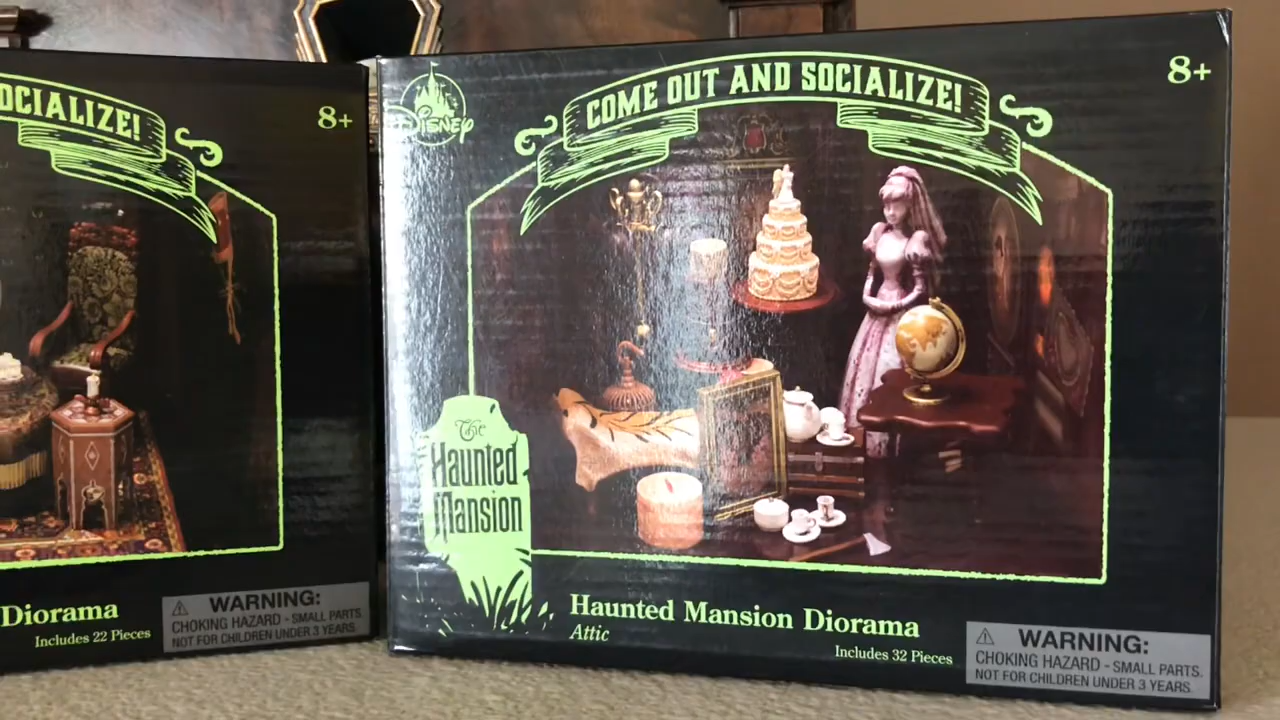 OCIALIZE!
8+
Diorama
Includes 22 Pieces
WARNING:
CHOKING HAZARD - SMALL PARTS.
NOT FOR CHILDREN UNDER 3 YEARS.
Disney
COME OUT AND SOCIALIZE!
8+
The
Haunted
Mansion
Haunted Mansion Diorama
Attic
Includes 32 Pieces
WARNING:
CHOKING HAZARD - SMALL PARTS.
NOT FOR CHILDREN UNDER 3 YEARS.